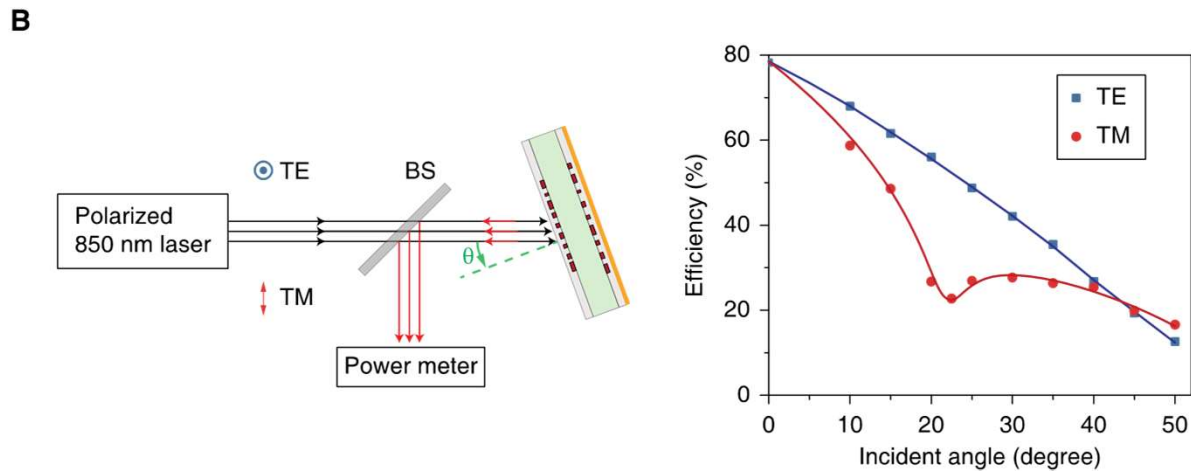 B
TE
BS
Polarized
850 nm laser
θ
TM
Power meter
80
60
40
20
0
Efficiency (%)
TE
TM
0 10 20 30 40 50
Incident angle (degree)